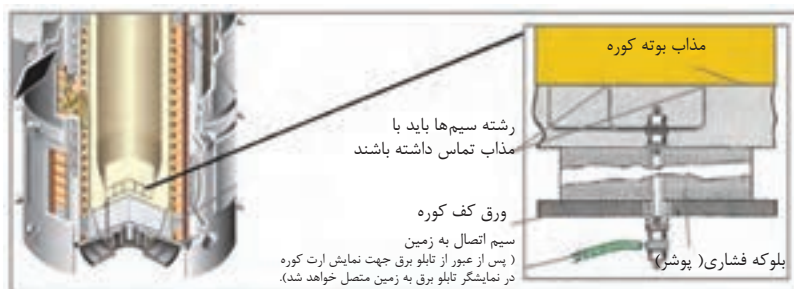 مذاب بوته کوره
رشته سیم‌ها باید با
مذاب تماس داشته باشند
ورق کف کوره
سیم اتصال به زمین
( پس از عبور از تابلو برق جهت نمایش ارت کوره
در نمایشگر تابلو برق به زمین متصل خواهد شد).
بلوکه فشاری( پوشر)